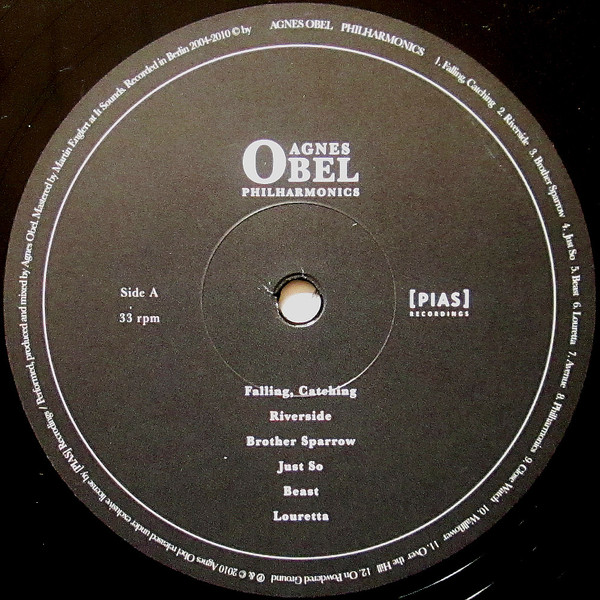 AGNES OBEL PHILHARMONICS 1. Falling, Catching 2. Riverside 3. Brother Sparrow 4. Just So 5. Beast 6. Louretta 7. Avenue 8. Philharmonics 9. Close Watch 10. Wallflower 11. Over the Hill 12. On Powdered Ground ℗ & © 2010 Agnes Obel released under exclusive license by [PIAS] Recordings / Performed, produced and mixed by Agnes Obel. Mastered by Martin Englert at It Sounds. Recorded in Berlin 2004-2010 © by
AGNES
OBEL
PHILHARMONICS
Side A
33 rpm
[PIAS]
RECORDINGS
Falling, Catching
Riverside
Brother Sparrow
Just So
Beast
Louretta